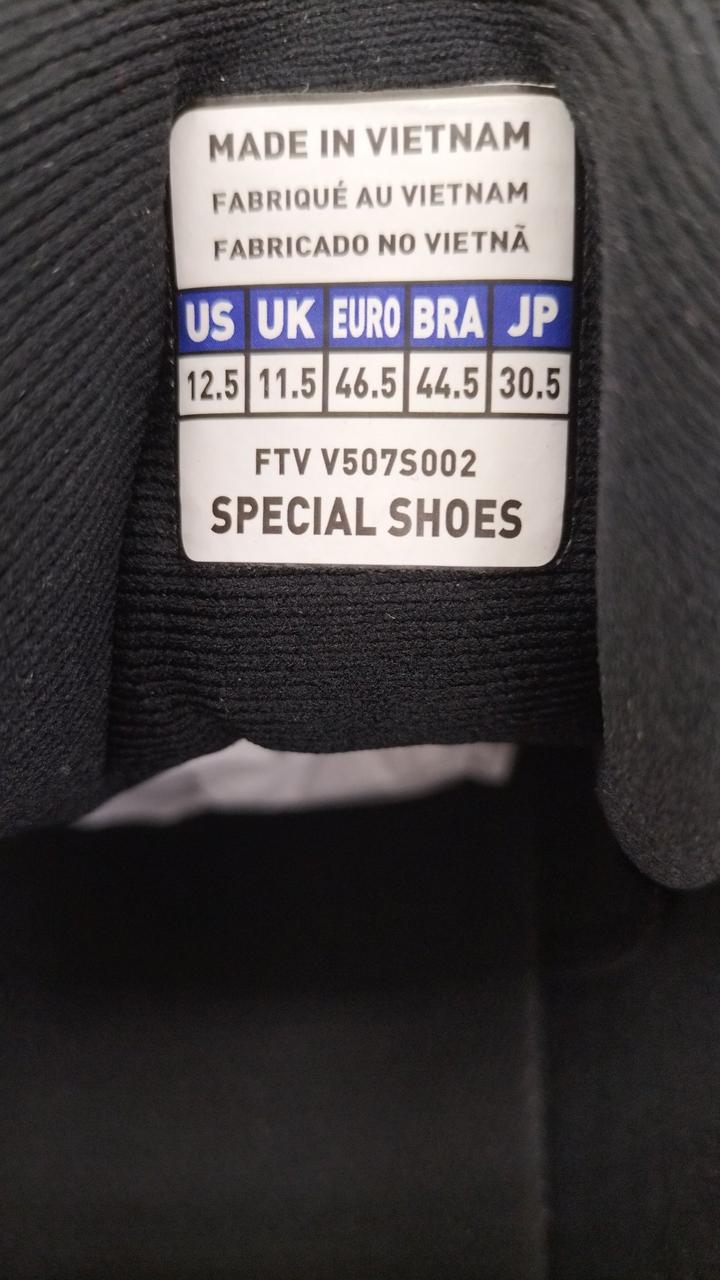 MADE IN VIETNAM
FABRIQUÉ AU VIETNAM
FABRICADO NO VIETNÃ
US UK EURO BRA JP
12.5 11.5 46.5 44.5 30.5
FTV V507S002
SPECIAL SHOES